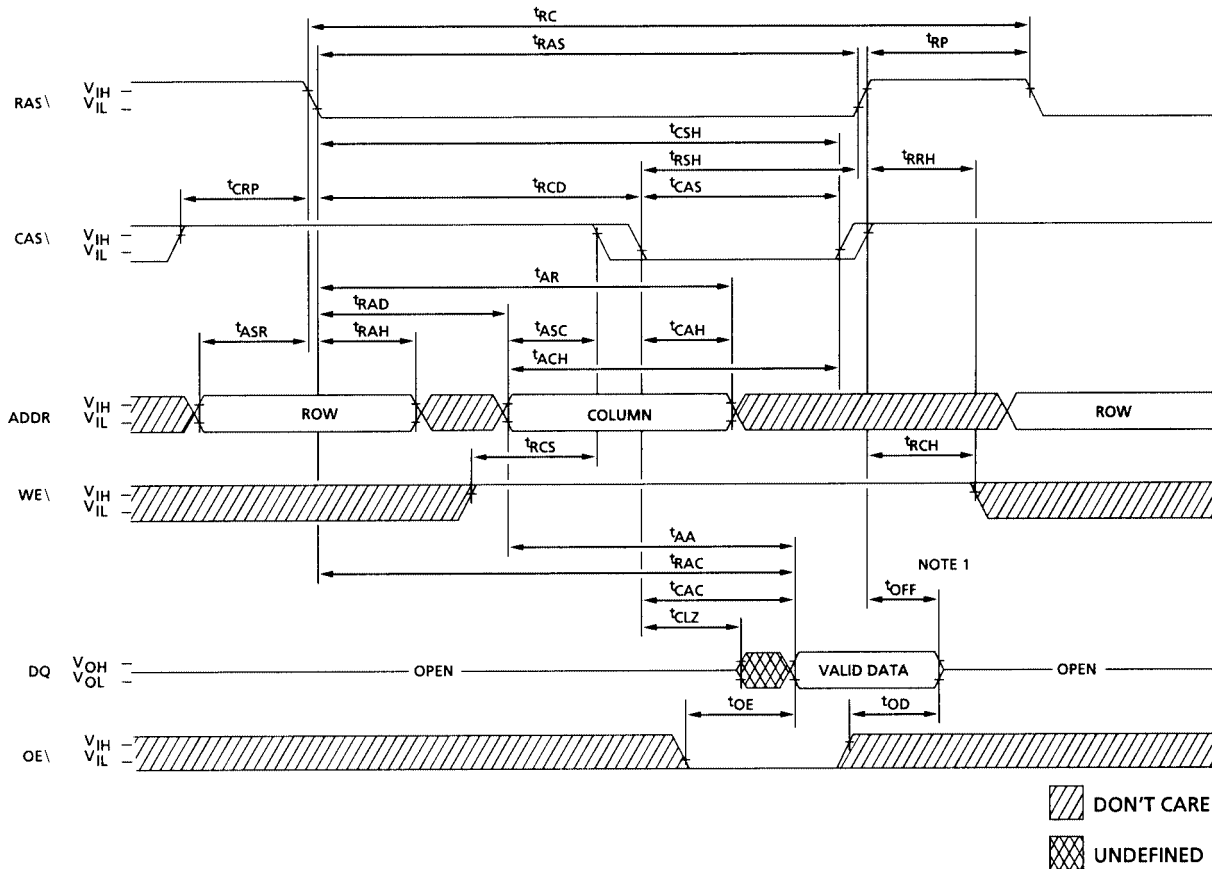 tRC
tRAS
tRP
RAS\
VIH
VIL
tCSH
tRSH
tRRH
tCRP
tRCD
tCAS
CAS\
VIH
VIL
tAR
tRAD
tASR
tRAH
tASC
tCAH
tACH
ADDR
VIH
VIL
ROW
COLUMN
ROW
tRCS
tRCH
WE\
VIH
VIL
tAA
tRAC
NOTE 1
tCAC
tOFF
tCLZ
DQ
VOH
VOL
OPEN
VALID DATA
OPEN
tOE
tOD
OE\
VIH
VIL
DON'T CARE
UNDEFINED